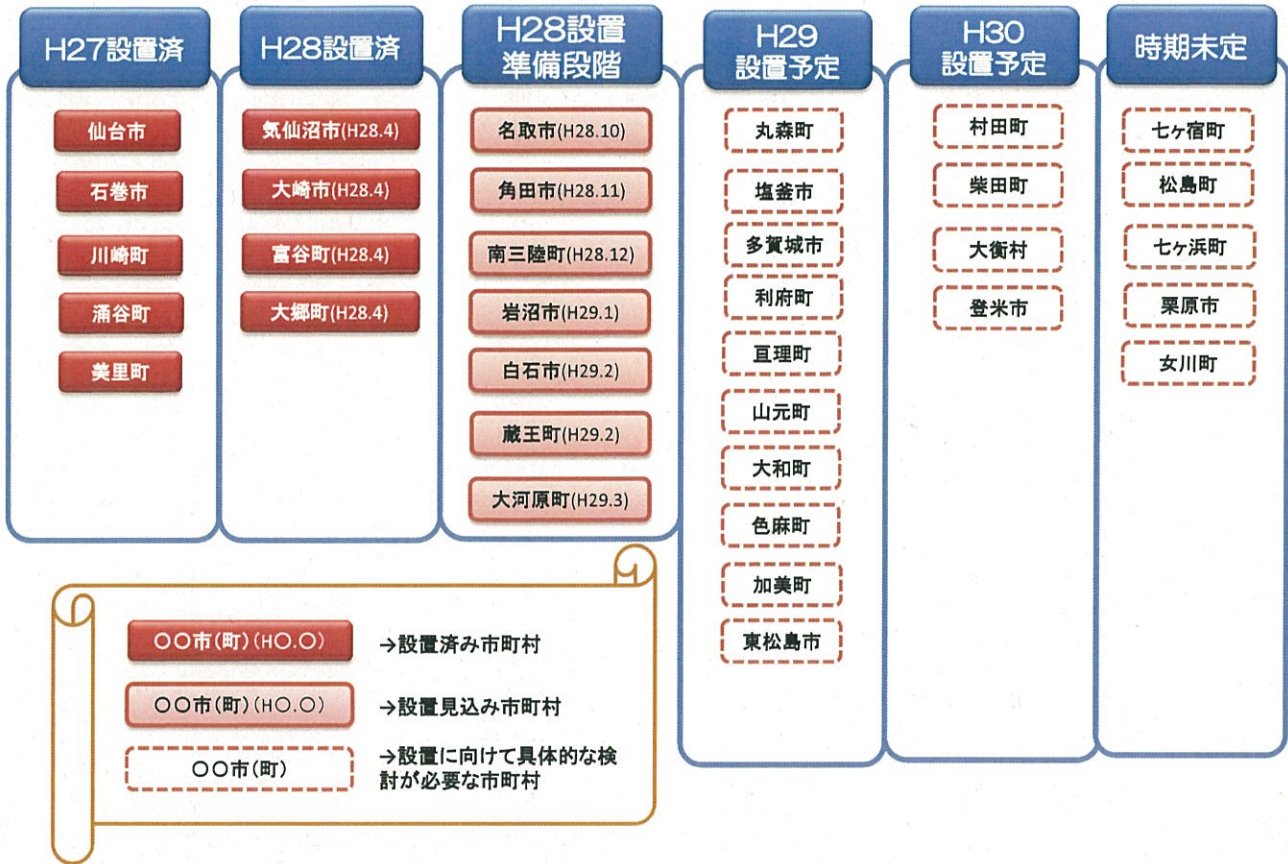 H27設置済
仙台市
石巻市
川崎町
涌谷町
美里町
H28設置済
気仙沼市(H28.4)
大崎市(H28.4)
富谷町(H28.4)
大郷町(H28.4)
H28設置
準備段階
名取市(H28.10)
角田市(H28.11)
南三陸町(H28.12)
岩沼市(H29.1)
白石市(H29.2)
蔵王町(H29.2)
大河原町(H29.3)
H29
設置予定
丸森町
塩釜市
多賀城市
利府町
亘理町
山元町
大和町
色麻町
加美町
東松島市
H30
設置予定
村田町
柴田町
大衡村
登米市
時期未定
七ヶ宿町
松島町
七ヶ浜町
栗原市
女川町
〇〇市(町)(H〇.〇) →設置済み市町村
〇〇市(町)(H〇.〇) →設置見込み市町村
〇〇市(町) →設置に向けて具体的な検
討が必要な市町村